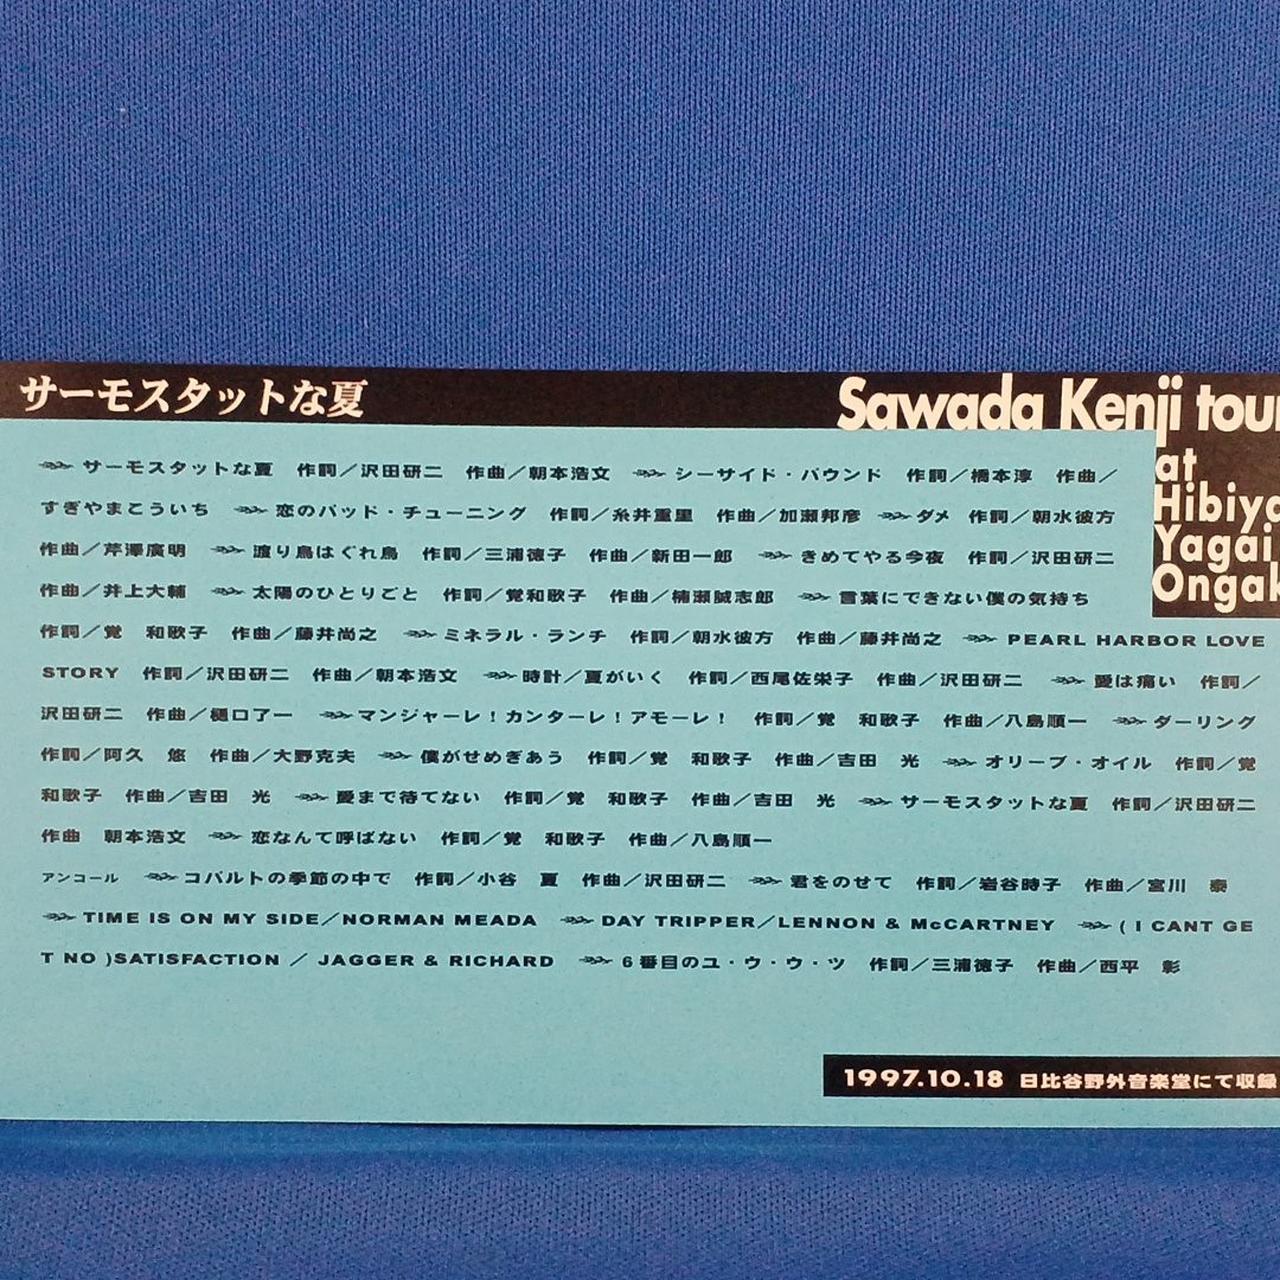 サーモスタットな夏
Sawada Kenji tour
at
Hibiya
Yagai
Ongak
サーモスタットな夏 作詞／沢田研二 作曲／朝本浩文 シーサイド・バウンド 作詞／橋本淳 作曲／
すぎやまこういち 恋のバッド・チューニング 作詞／糸井重里 作曲／加瀬邦彦 ダメ 作詞／朝水彼方
作曲／芹澤廣明 渡り鳥はぐれ鳥 作詞／三浦徳子 作曲／新田一郎 きめてやる今夜 作詞／沢田研二
作曲／井上大輔 太陽のひとりごと 作詞／覚和歌子 作曲／楠瀬誠志郎 言葉にできない僕の気持ち
作詞／覚 和歌子 作曲／藤井尚之 ミネラル・ランチ 作詞／朝水彼方 作曲／藤井尚之 PEARL HARBOR LOVE
STORY 作詞／沢田研二 作曲／朝本浩文 時計／夏がいく 作詞／西尾佐栄子 作曲／沢田研二 愛は痛い 作詞／
沢田研二 作曲／樋口了一 マンジャーレ！カンターレ！アモーレ！ 作詞／覚 和歌子 作曲／八島順一 ダーリング
作詞／阿久 悠 作曲／大野克夫 僕がせめぎあう 作詞／覚 和歌子 作曲／吉田 光 オリーブ・オイル 作詞／覚
和歌子 作曲／吉田 光 愛まで待てない 作詞／覚 和歌子 作曲／吉田 光 サーモスタットな夏 作詞／沢田研二
作曲 朝本浩文 恋なんて呼ばない 作詞／覚 和歌子 作曲／八島順一
アンコール コバルトの季節の中で 作詞／小谷 夏 作曲／沢田研二 君をのせて 作詞／岩谷時子 作曲／宮川 泰
TIME IS ON MY SIDE／NORMAN MEADA DAY TRIPPER／LENNON & McCARTNEY ( I CANT GE
T NO )SATISFACTION ／ JAGGER & RICHARD 6番目のユ・ウ・ウ・ツ 作詞／三浦徳子 作曲／西平 彰
1997.10.18 日比谷野外音楽堂にて収録